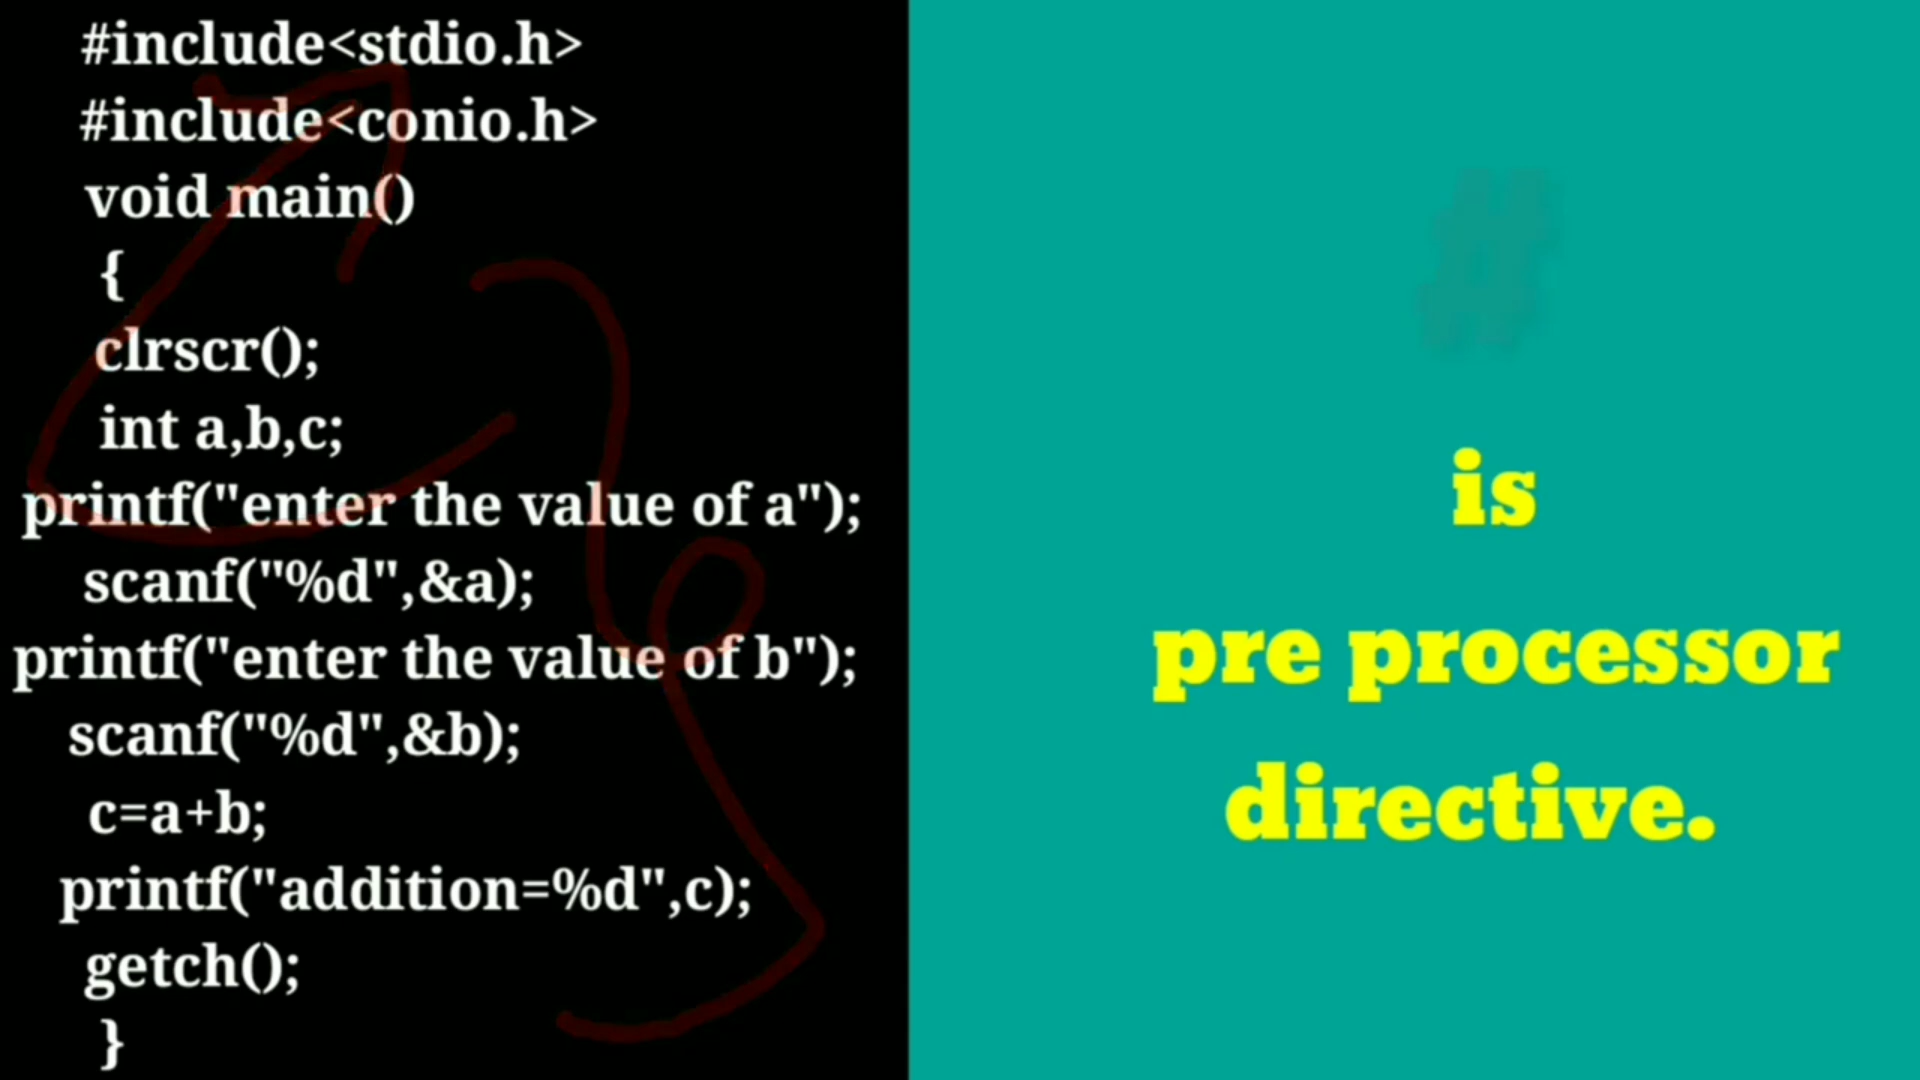 #include<stdio.h>
#include<conio.h>
void main()
{
clrscr();
int a,b,c;
printf("enter the value of a");
scanf("%d",&a);
printf("enter the value of b");
scanf("%d",&b);
c=a+b;
printf("addition=%d",c);
getch();
}
#
is
pre processor
directive.